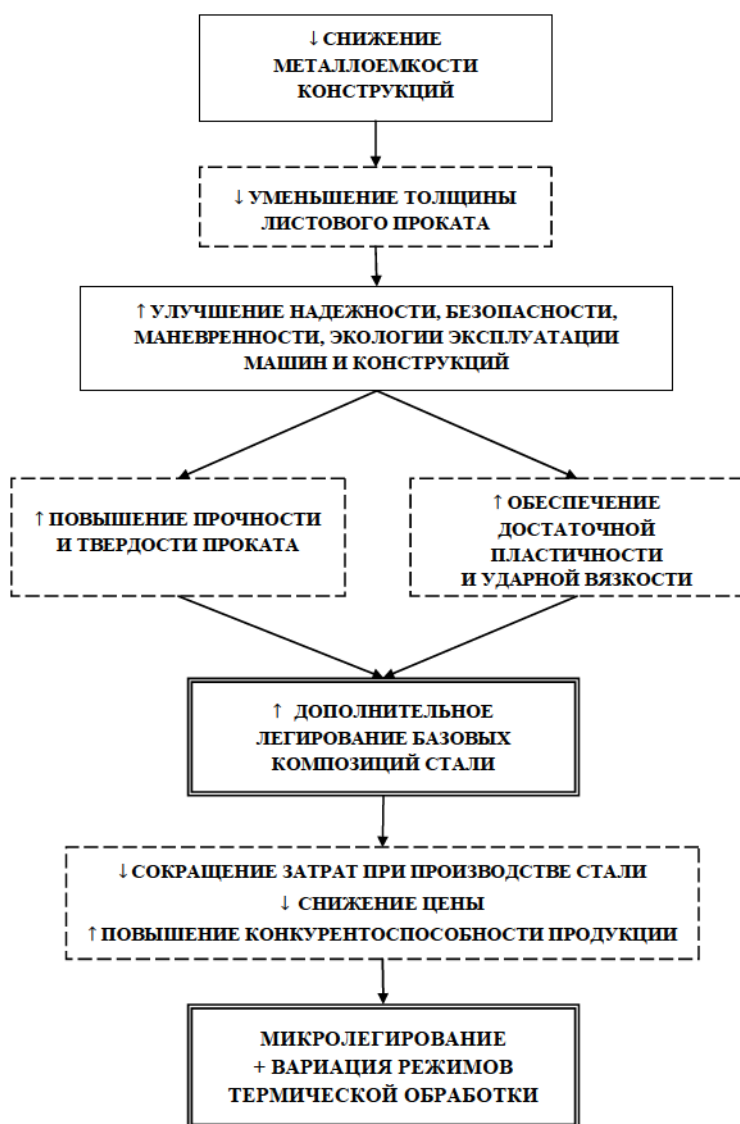 ↓ СНИЖЕНИЕ
МЕТАЛЛОЕМКОСТИ
КОНСТРУКЦИЙ
↓ УМЕНЬШЕНИЕ ТОЛЩИНЫ
ЛИСТОВОГО ПРОКАТА
↑ УЛУЧШЕНИЕ НАДЕЖНОСТИ, БЕЗОПАСНОСТИ,
МАНЕВРЕННОСТИ, ЭКОЛОГИИ ЭКСПЛУАТАЦИИ
МАШИН И КОНСТРУКЦИЙ
↑ ПОВЫШЕНИЕ ПРОЧНОСТИ
И ТВЕРДОСТИ ПРОКАТА
↑ ОБЕСПЕЧЕНИЕ
ДОСТАТОЧНОЙ
ПЛАСТИЧНОСТИ
И УДАРНОЙ ВЯЗКОСТИ
↑ ДОПОЛНИТЕЛЬНОЕ
ЛЕГИРОВАНИЕ БАЗОВЫХ
КОМПОЗИЦИЙ СТАЛИ
↓ СОКРАЩЕНИЕ ЗАТРАТ ПРИ ПРОИЗВОДСТВЕ СТАЛИ
↓ СНИЖЕНИЕ ЦЕНЫ
↑ ПОВЫШЕНИЕ КОНКУРЕНТОСПОСОБНОСТИ ПРОДУКЦИИ
МИКРОЛЕГИРОВАНИЕ
+ ВАРИАЦИЯ РЕЖИМОВ
ТЕРМИЧЕСКОЙ ОБРАБОТКИ